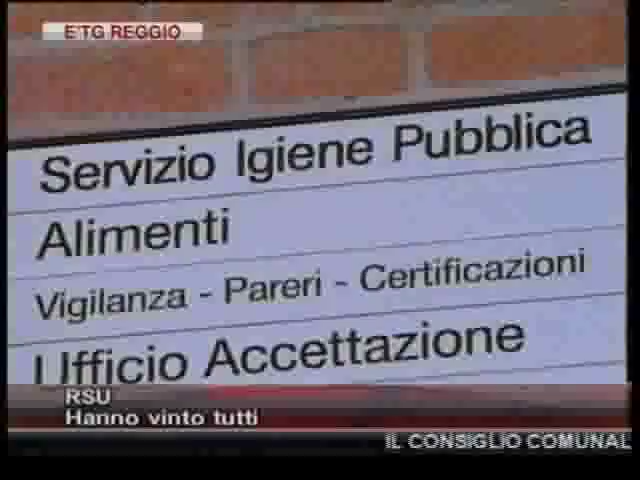 E'TG REGGIO
Servizio Igiene Pubblica
Alimenti
Vigilanza - Pareri - Certificazioni
Ufficio Accettazione
RSU
Hanno vinto tutti
IL CONSIGLIO COMUNAL